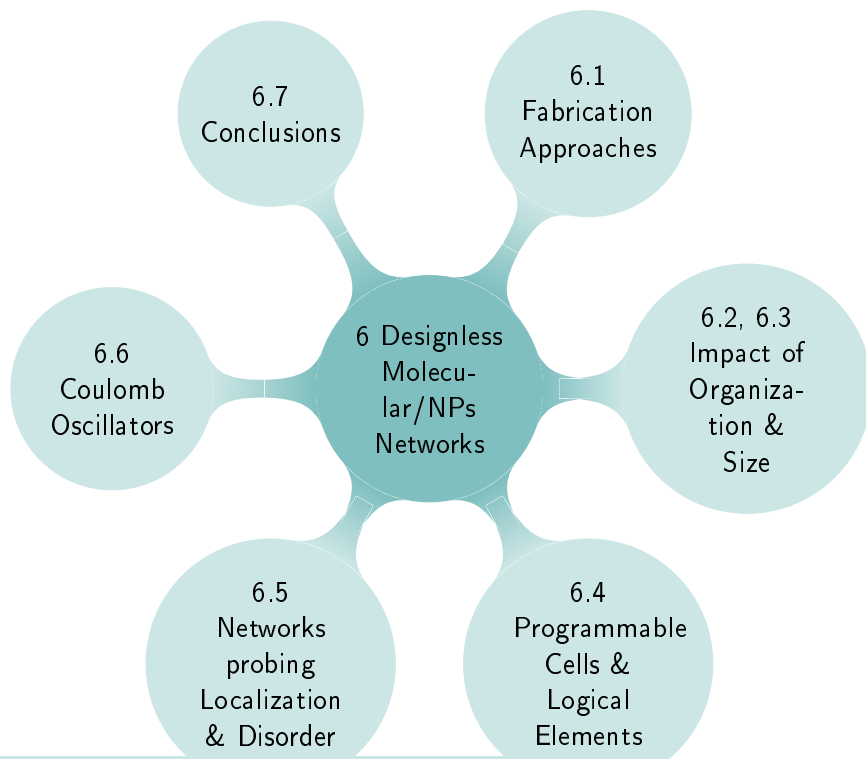 6.7
Conclusions
6.1
Fabrication
Approaches
6 Designless
Molecu-
lar/NPs
Networks
6.2, 6.3
Impact of
Organiza-
tion &
Size
6.6
Coulomb
Oscillators
6.5
Networks
probing
Localization
& Disorder
6.4
Programmable
Cells &
Logical
Elements